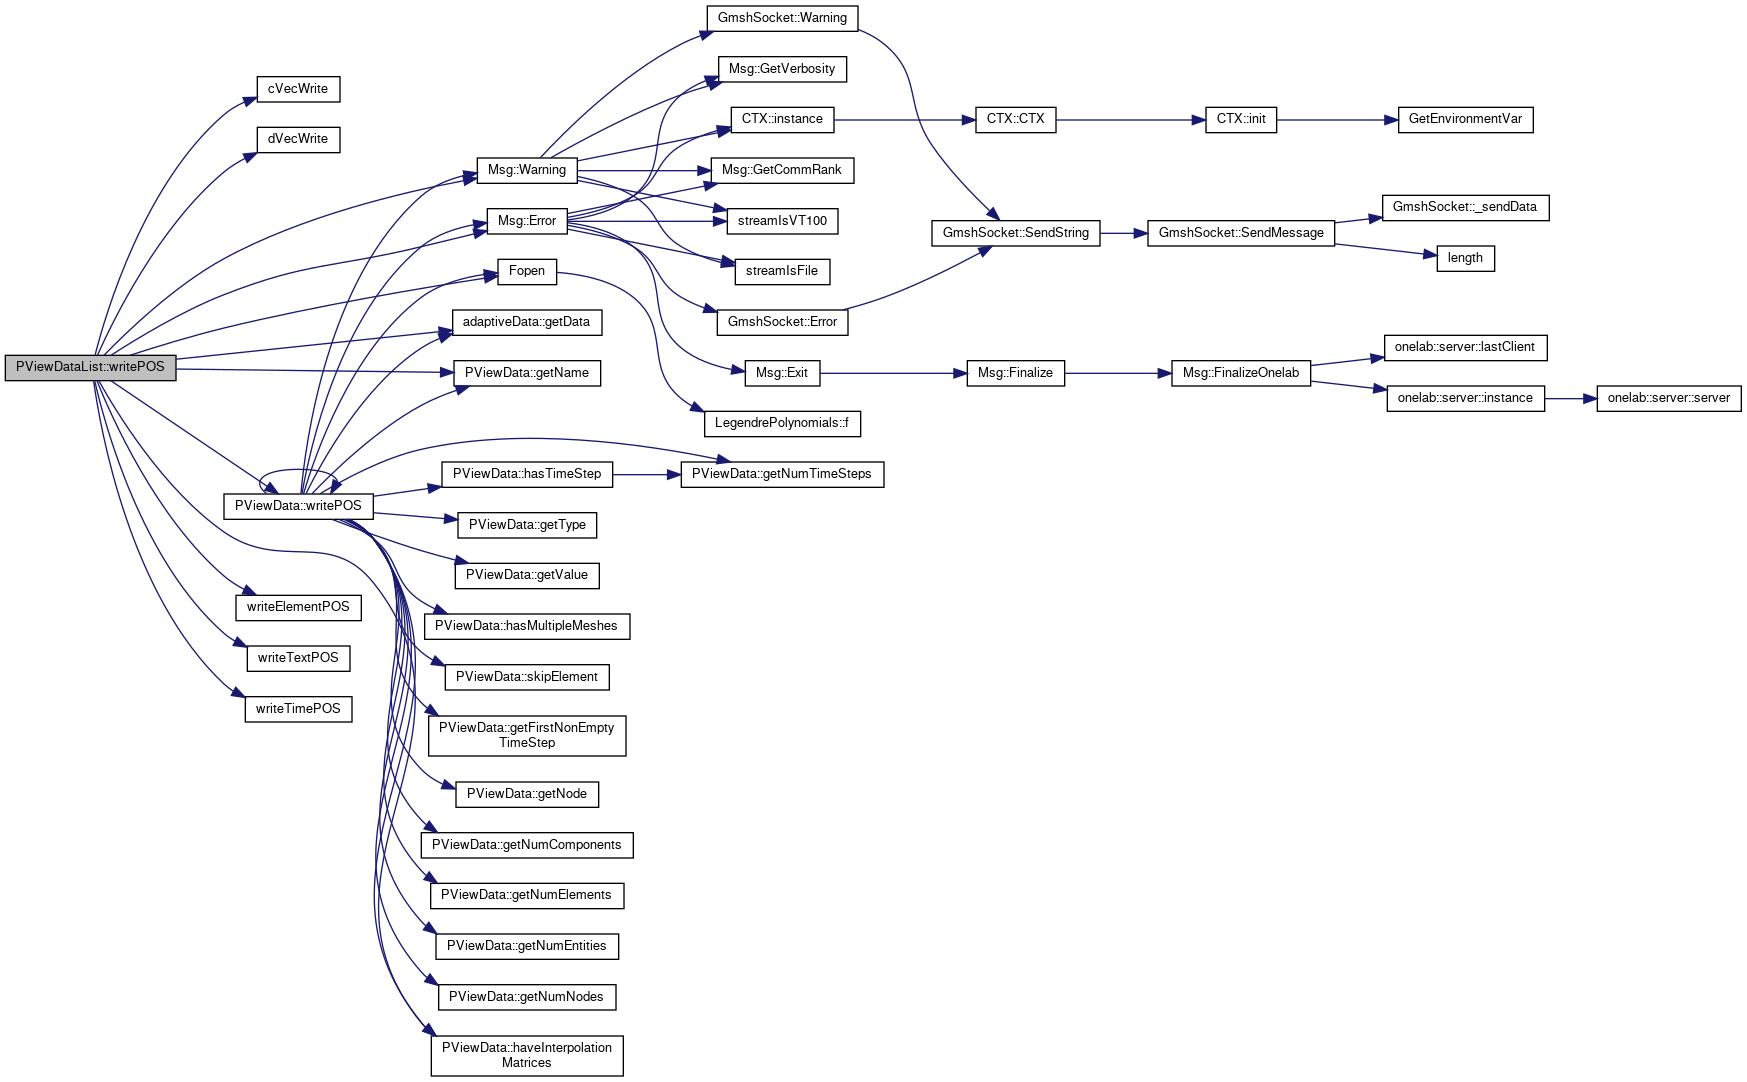 PViewDataList::writePOS
cVecWrite
dVecWrite
PViewData::writePOS
writeElementPOS
writeTextPOS
writeTimePOS
Msg::Warning
Msg::Error
Fopen
adaptiveData::getData
PViewData::getName
PViewData::hasTimeStep
PViewData::getType
PViewData::getValue
PViewData::hasMultipleMeshes
PViewData::skipElement
PViewData::getFirstNonEmpty
TimeStep
PViewData::getNode
PViewData::getNumComponents
PViewData::getNumElements
PViewData::getNumEntities
PViewData::getNumNodes
PViewData::haveInterpolation
Matrices
GmshSocket::Warning
Msg::GetVerbosity
CTX::instance
Msg::GetCommRank
streamIsVT100
streamIsFile
GmshSocket::Error
Msg::Exit
LegendrePolynomials::f
PViewData::getNumTimeSteps
CTX::CTX
GmshSocket::SendString
Msg::Finalize
CTX::init
GmshSocket::SendMessage
Msg::FinalizeOnelab
GetEnvironmentVar
GmshSocket::_sendData
length
onelab::server::lastClient
onelab::server::instance
onelab::server::server